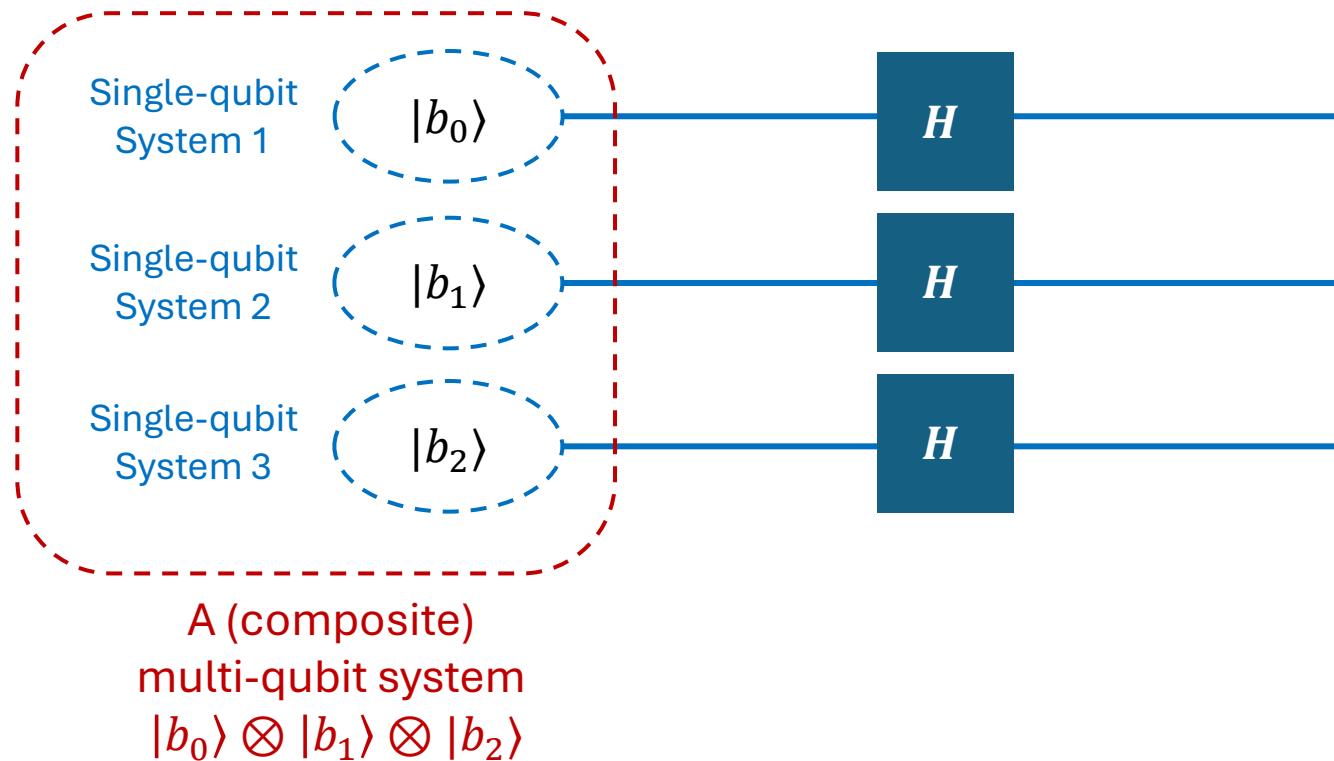 Single-qubit
System 1
|b₀⟩
H
Single-qubit
System 2
|b₁⟩
H
Single-qubit
System 3
|b₂⟩
H
A (composite)
multi-qubit system
|b₀⟩ ⊗ |b₁⟩ ⊗ |b₂⟩